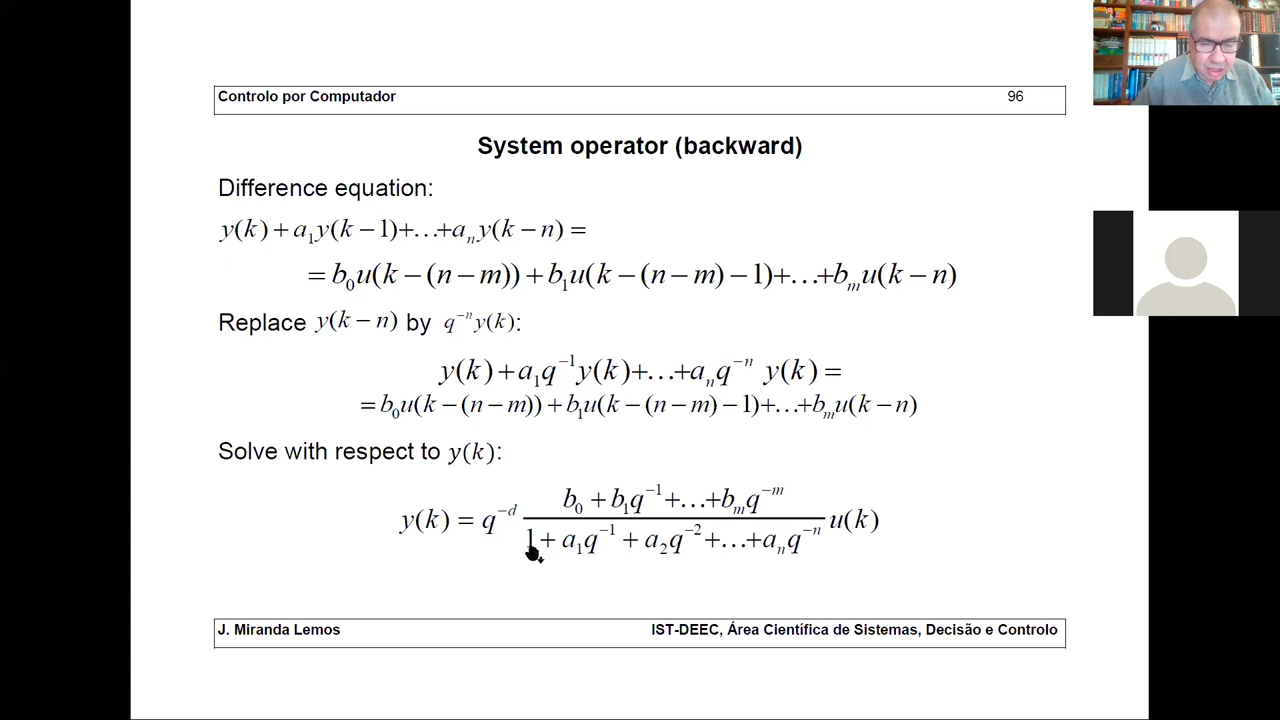 Controlo por Computador 96
System operator (backward)
Difference equation:
y(k) + a₁y(k − 1)+…+aₙy(k − n) =
= b₀u(k − (n − m)) + b₁u(k − (n − m) − 1)+…+bₘu(k − n)
Replace y(k − n) by q⁻ⁿy(k):
y(k) + a₁q⁻¹y(k)+…+aₙq⁻ⁿ y(k) =
= b₀u(k − (n − m)) + b₁u(k − (n − m) − 1)+…+bₘu(k − n)
Solve with respect to y(k):
y(k) = q⁻ᵈ (b₀ + b₁q⁻¹+…+bₘq⁻ᵐ) / (1 + a₁q⁻¹ + a₂q⁻²+…+aₙq⁻ⁿ) u(k)
J. Miranda Lemos IST-DEEC, Área Científica de Sistemas, Decisão e Controlo